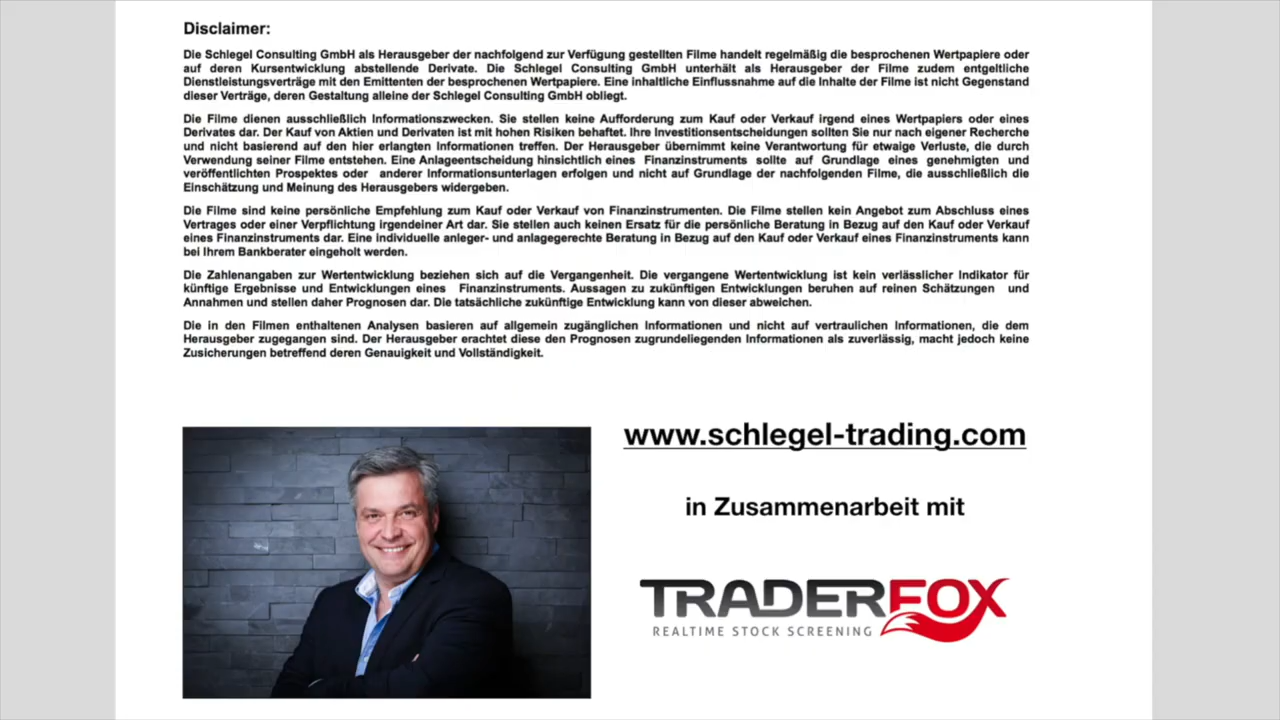 Disclaimer:
Die Schlegel Consulting GmbH als Herausgeber der nachfolgend zur Verfügung gestellten Filme handelt regelmäßig die besprochenen Wertpapiere oder
auf deren Kursentwicklung abstellende Derivate. Die Schlegel Consulting GmbH unterhält als Herausgeber der Filme zudem entgeltliche
Dienstleistungsverträge mit den Emittenten der besprochenen Wertpapiere. Eine inhaltliche Einflussnahme auf die Inhalte der Filme ist nicht Gegenstand
dieser Verträge, deren Gestaltung alleine der Schlegel Consulting GmbH obliegt.
Die Filme dienen ausschließlich Informationszwecken. Sie stellen keine Aufforderung zum Kauf oder Verkauf irgend eines Wertpapiers oder eines
Derivates dar. Der Kauf von Aktien und Derivaten ist mit hohen Risiken behaftet. Ihre Investitionsentscheidungen sollten Sie nur nach eigener Recherche
und nicht basierend auf den hier erlangten Informationen treffen. Der Herausgeber übernimmt keine Verantwortung für etwaige Verluste, die durch
Verwendung seiner Filme entstehen. Eine Anlageentscheidung hinsichtlich eines Finanzinstruments sollte auf Grundlage eines genehmigten und
veröffentlichten Prospektes oder anderer Informationsunterlagen erfolgen und nicht auf Grundlage der nachfolgenden Filme, die ausschließlich die
Einschätzung und Meinung des Herausgebers widergeben.
Die Filme sind keine persönliche Empfehlung zum Kauf oder Verkauf von Finanzinstrumenten. Die Filme stellen kein Angebot zum Abschluss eines
Vertrages oder einer Verpflichtung irgendeiner Art dar. Sie stellen auch keinen Ersatz für die persönliche Beratung in Bezug auf den Kauf oder Verkauf
eines Finanzinstruments dar. Eine individuelle anleger- und anlagegerechte Beratung in Bezug auf den Kauf oder Verkauf eines Finanzinstruments kann
bei Ihrem Bankberater eingeholt werden.
Die Zahlenangaben zur Wertentwicklung beziehen sich auf die Vergangenheit. Die vergangene Wertentwicklung ist kein verlässlicher Indikator für
künftige Ergebnisse und Entwicklungen eines Finanzinstruments. Aussagen zu zukünftigen Entwicklungen beruhen auf reinen Schätzungen und
Annahmen und stellen daher Prognosen dar. Die tatsächliche zukünftige Entwicklung kann von dieser abweichen.
Die in den Filmen enthaltenen Analysen basieren auf allgemein zugänglichen Informationen und nicht auf vertraulichen Informationen, die dem
Herausgeber zugegangen sind. Der Herausgeber erachtet diese den Prognosen zugrundeliegenden Informationen als zuverlässig, macht jedoch keine
Zusicherungen betreffend deren Genauigkeit und Vollständigkeit.
www.schlegel-trading.com
in Zusammenarbeit mit
TRADERFOX
REALTIME STOCK SCREENING